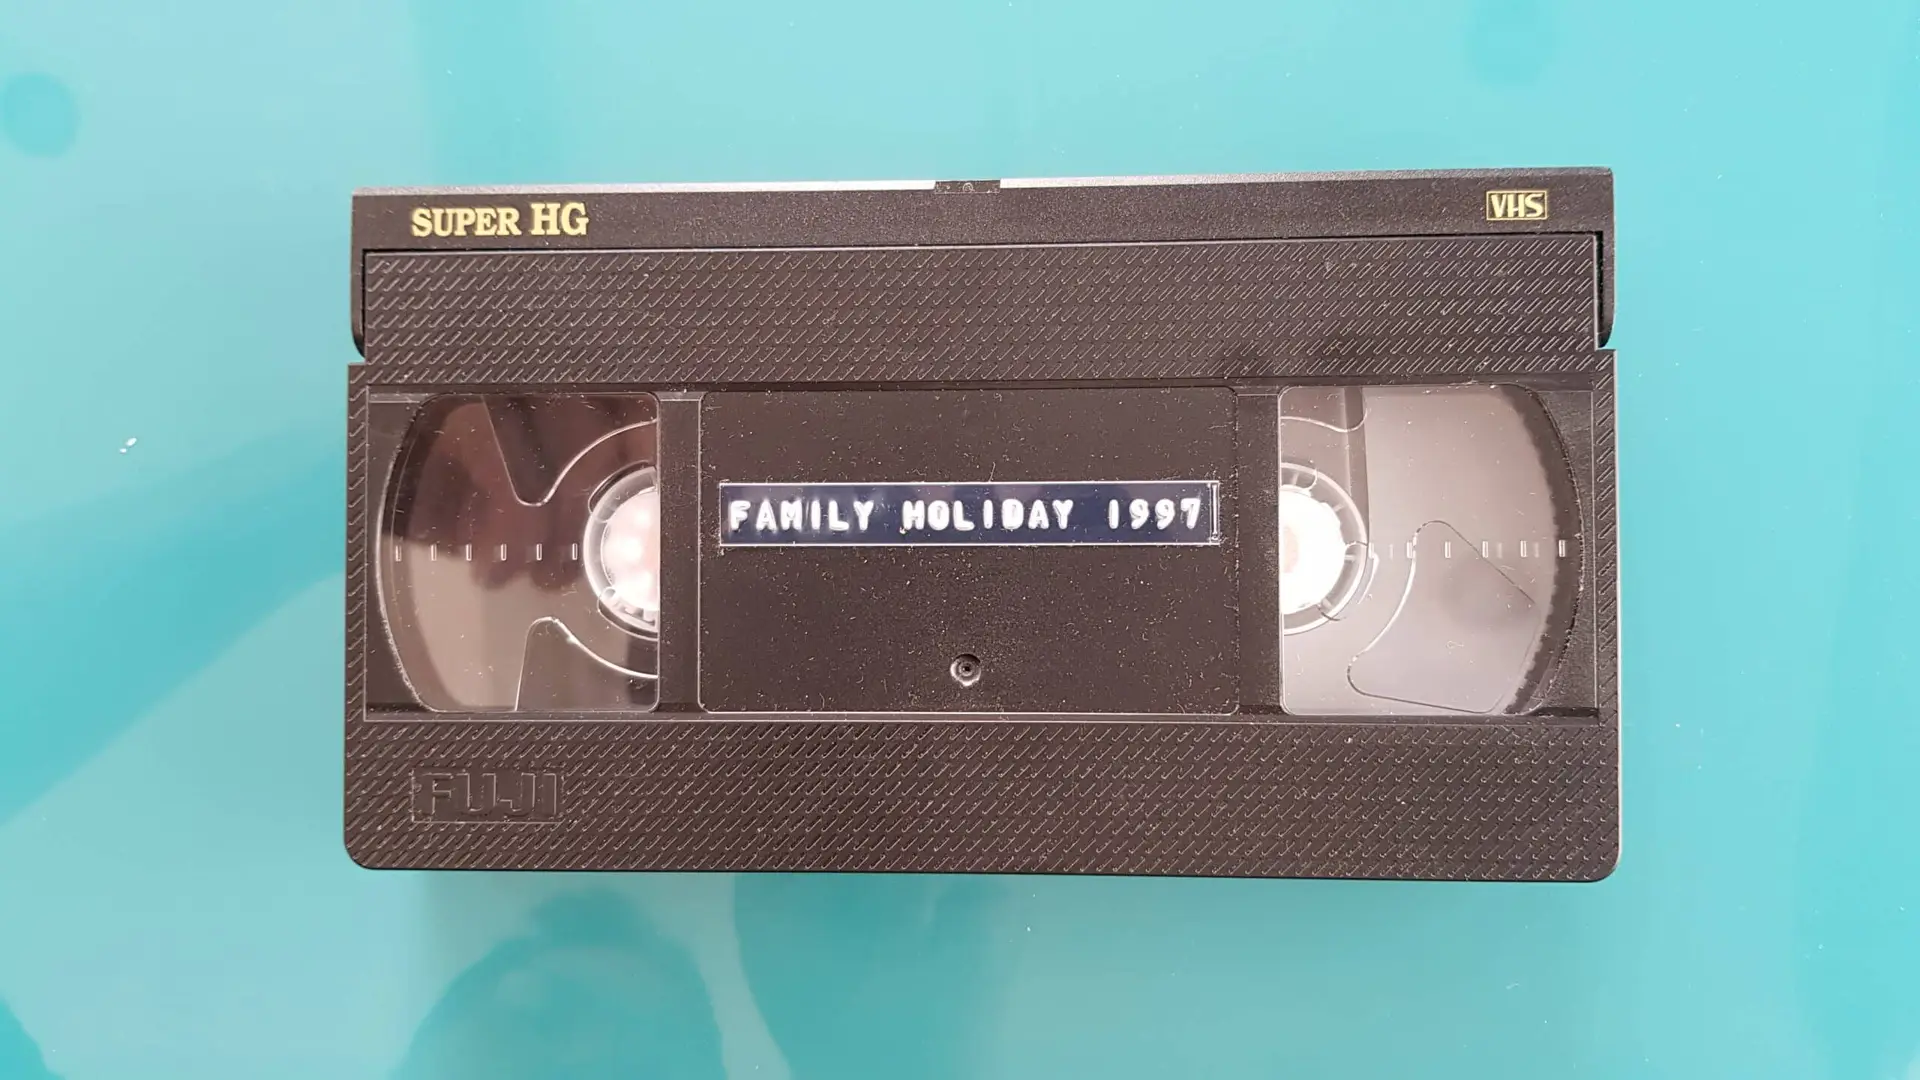 SUPER HG
VHS
FAMILY HOLIDAY 1997
FUJI